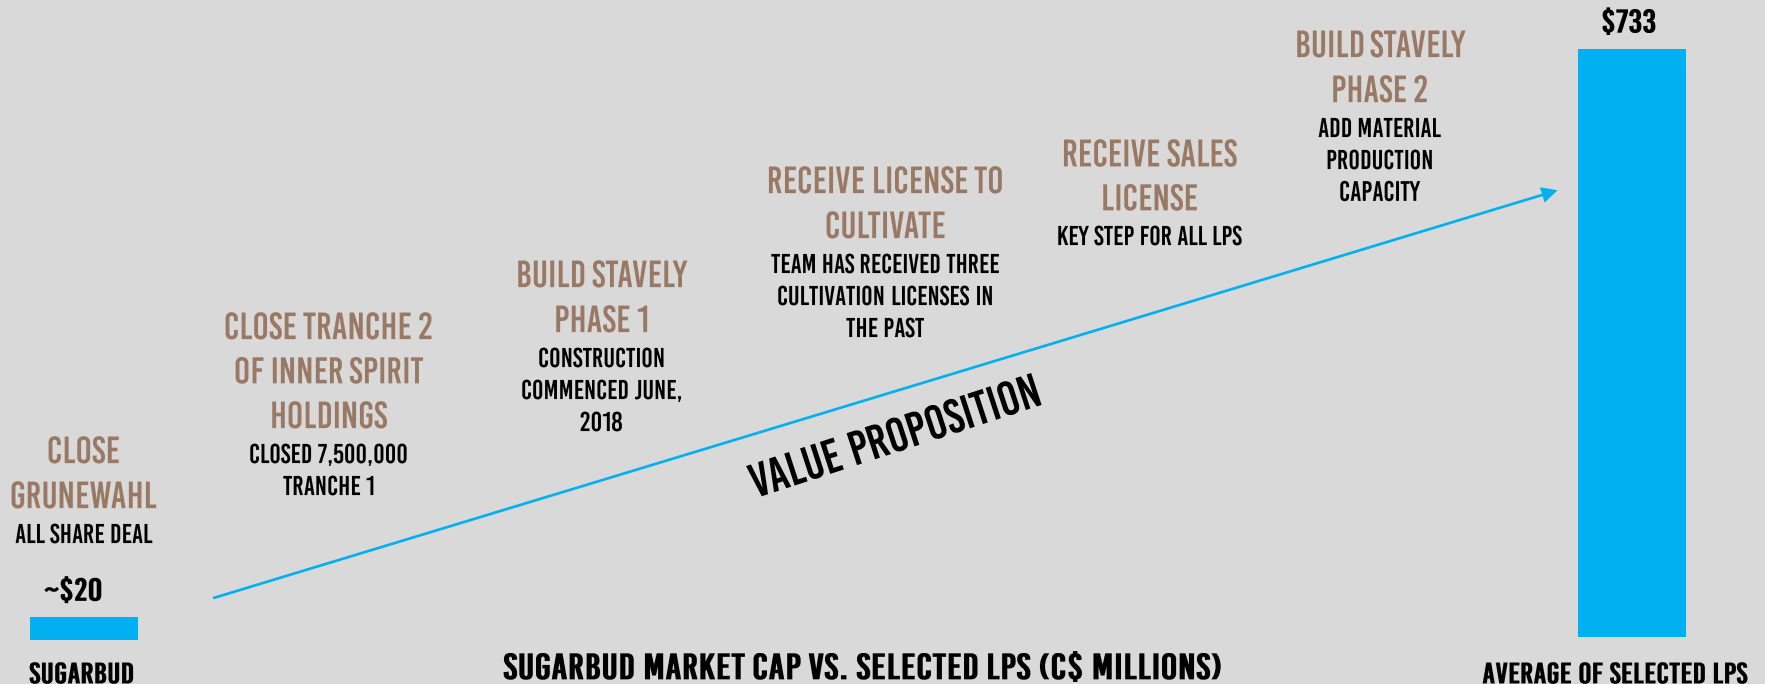 CLOSE
GRUNEWAHL
ALL SHARE DEAL
~$20
SUGARBUD
CLOSE TRANCHE 2
OF INNER SPIRIT
HOLDINGS
CLOSED 7,500,000
TRANCHE 1
BUILD STAVELY
PHASE 1
CONSTRUCTION
COMMENCED JUNE,
2018
RECEIVE LICENSE TO
CULTIVATE
TEAM HAS RECEIVED THREE
CULTIVATION LICENSES IN
THE PAST
RECEIVE SALES
LICENSE
KEY STEP FOR ALL LPS
BUILD STAVELY
PHASE 2
ADD MATERIAL
PRODUCTION
CAPACITY
$733
AVERAGE OF SELECTED LPS
VALUE PROPOSITION
SUGARBUD MARKET CAP VS. SELECTED LPS (C$ MILLIONS)